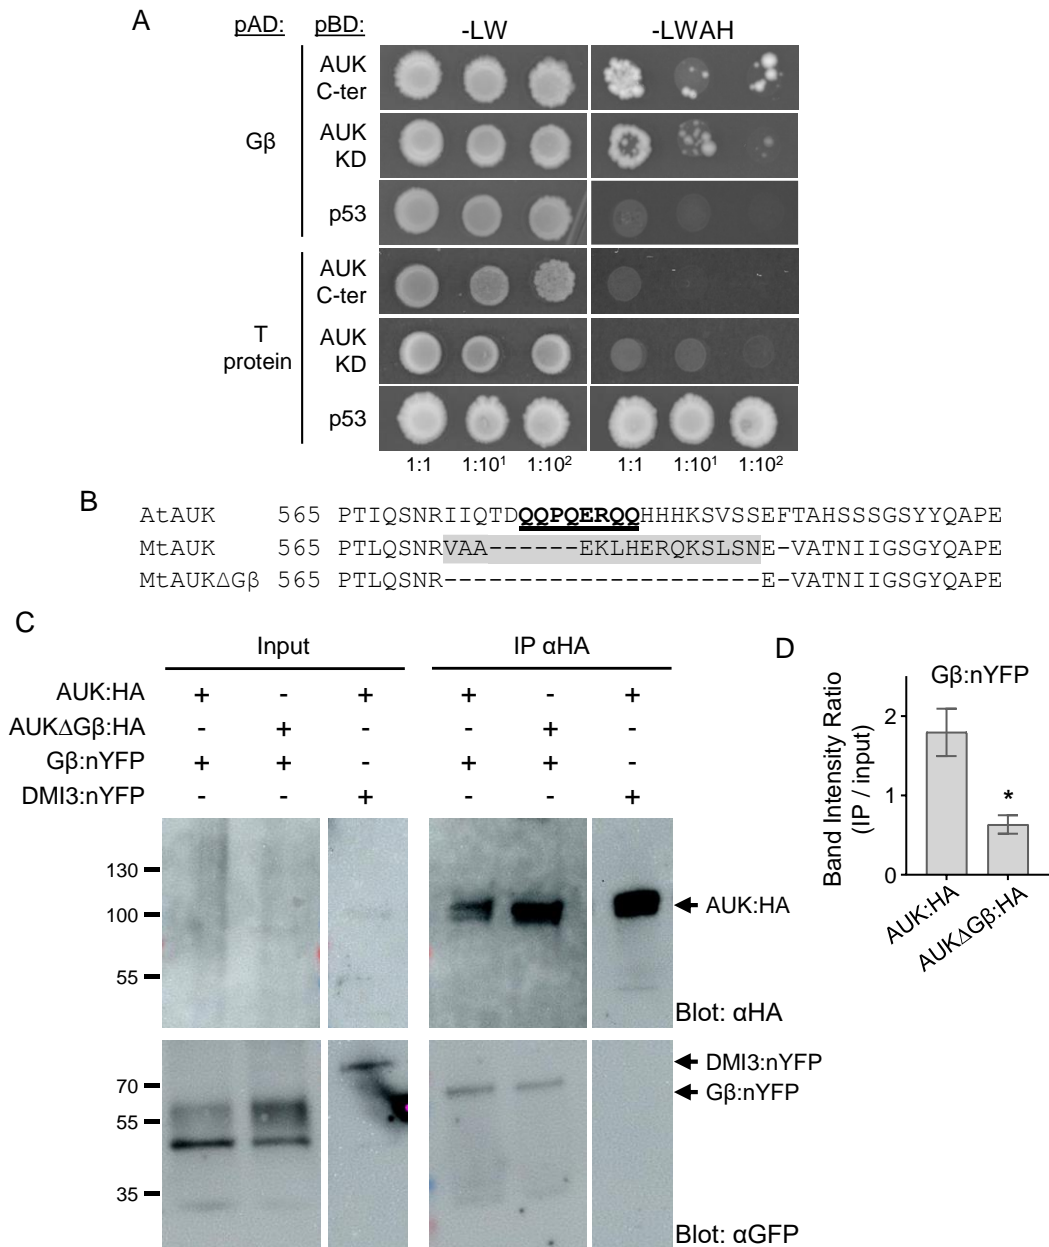 A
pAD: pBD: -LW -LWAH
AUK
C-ter
Gβ
AUK
KD
p53
AUK
C-ter
T
protein
AUK
KD
p53
1:1 1:10¹ 1:10² 1:1 1:10¹ 1:10²
B
AtAUK 565 PTIQSNRIIQTDQQPQERQQHHHKSVSSEFTAHSSSGSYYQAPE
MtAUK 565 PTLQSNRVAA------EKLHERQKSLSNE-VATNIIGSGYQAPE
MtAUKΔGβ 565 PTLQSNR---------------------E-VATNIIGSGYQAPE
C
Input IP αHA
AUK:HA + - + + - +
AUKΔGβ:HA - + - - + -
Gβ:nYFP + + - + + -
DMI3:nYFP - - + - - +
130
100
55
AUK:HA
Blot: αHA
70
55
35
DMI3:nYFP
Gβ:nYFP
Blot: αGFP
D
Gβ:nYFP
Band Intensity Ratio
(IP / input)
2
1
0
*
AUK:HA
AUKΔGβ:HA